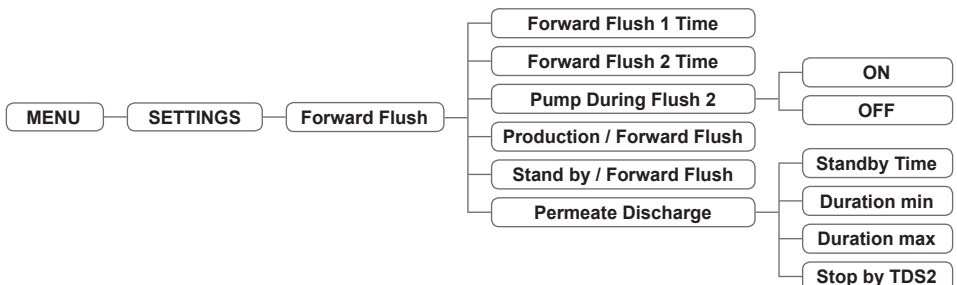 MENU
SETTINGS
Forward Flush
Forward Flush 1 Time
Forward Flush 2 Time
Pump During Flush 2
ON
OFF
Production / Forward Flush
Stand by / Forward Flush
Permeate Discharge
Standby Time
Duration min
Duration max
Stop by TDS2